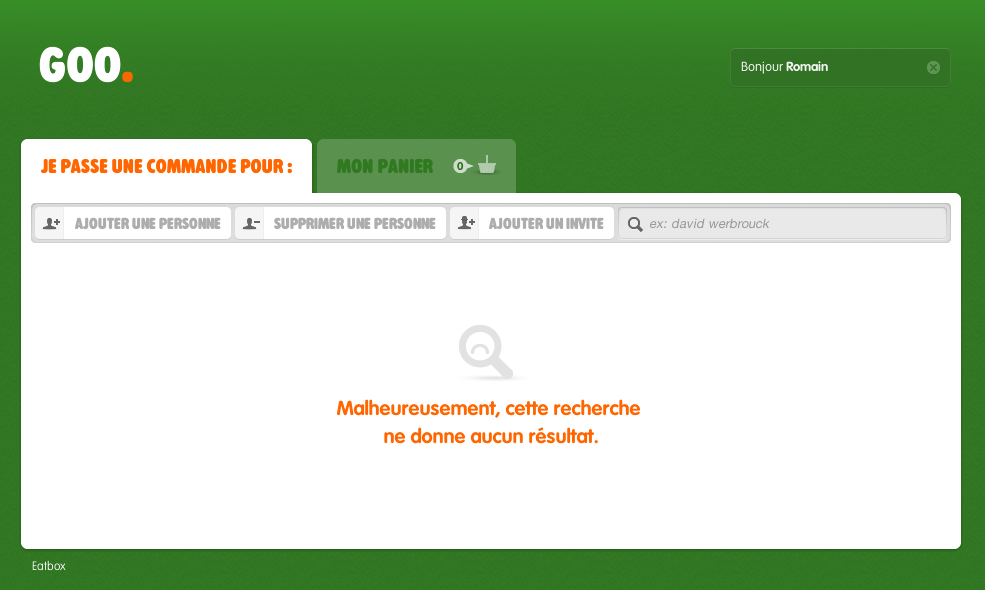 GOO.
Bonjour Romain
JE PASSE UNE COMMANDE POUR :
MON PANIER
0
AJOUTER UNE PERSONNE
SUPPRIMER UNE PERSONNE
AJOUTER UN INVITE
ex: david werbrouck
Malheureusement, cette recherche
ne donne aucun résultat.
Eatbox